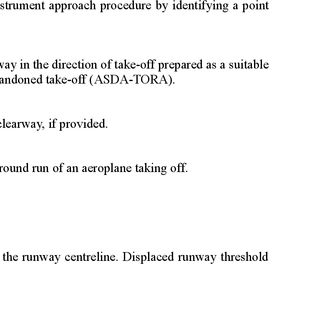 strument approach procedure by identifying a point
way in the direction of take-off prepared as a suitable
andoned take-off (ASDA-TORA).
clearway, if provided.
round run of an aeroplane taking off.
the runway centreline. Displaced runway threshold